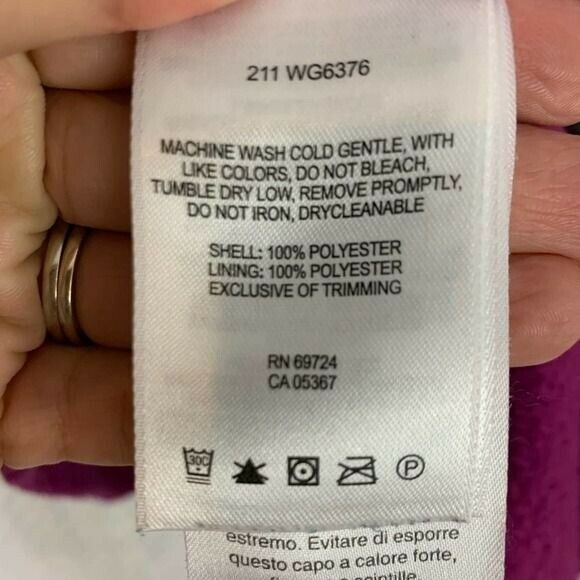 211 WG6376
MACHINE WASH COLD GENTLE, WITH
LIKE COLORS, DO NOT BLEACH,
TUMBLE DRY LOW, REMOVE PROMPTLY,
DO NOT IRON, DRYCLEANABLE
SHELL: 100% POLYESTER
LINING: 100% POLYESTER
EXCLUSIVE OF TRIMMING
RN 69724
CA 05367
30C
P
estremo. Evitare di esporre
questo capo a calore forte,
scintille